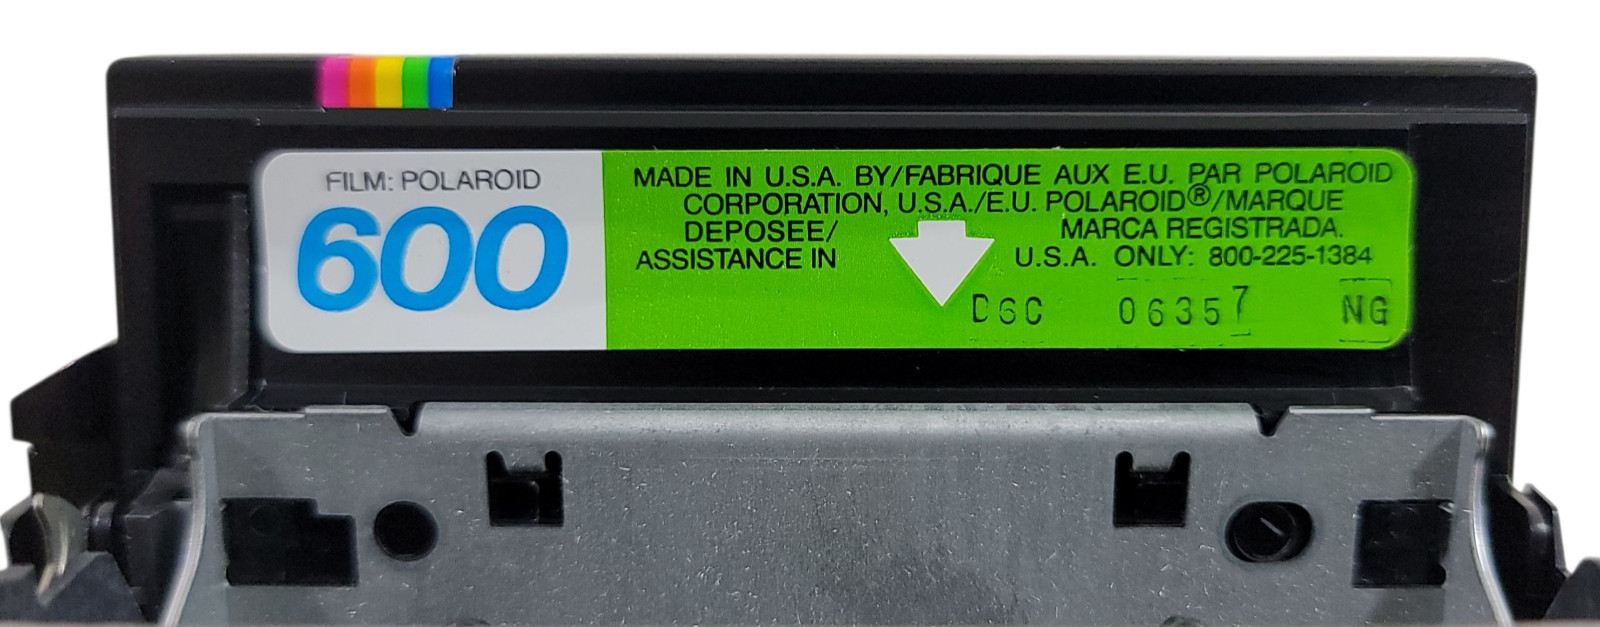 FILM: POLAROID
600
MADE IN U.S.A. BY/FABRIQUE AUX E.U. PAR POLAROID
CORPORATION, U.S.A./E.U. POLAROID®/MARQUE
DEPOSEE/ MARCA REGISTRADA.
ASSISTANCE IN U.S.A. ONLY: 800-225-1384
D6C 06357 NG